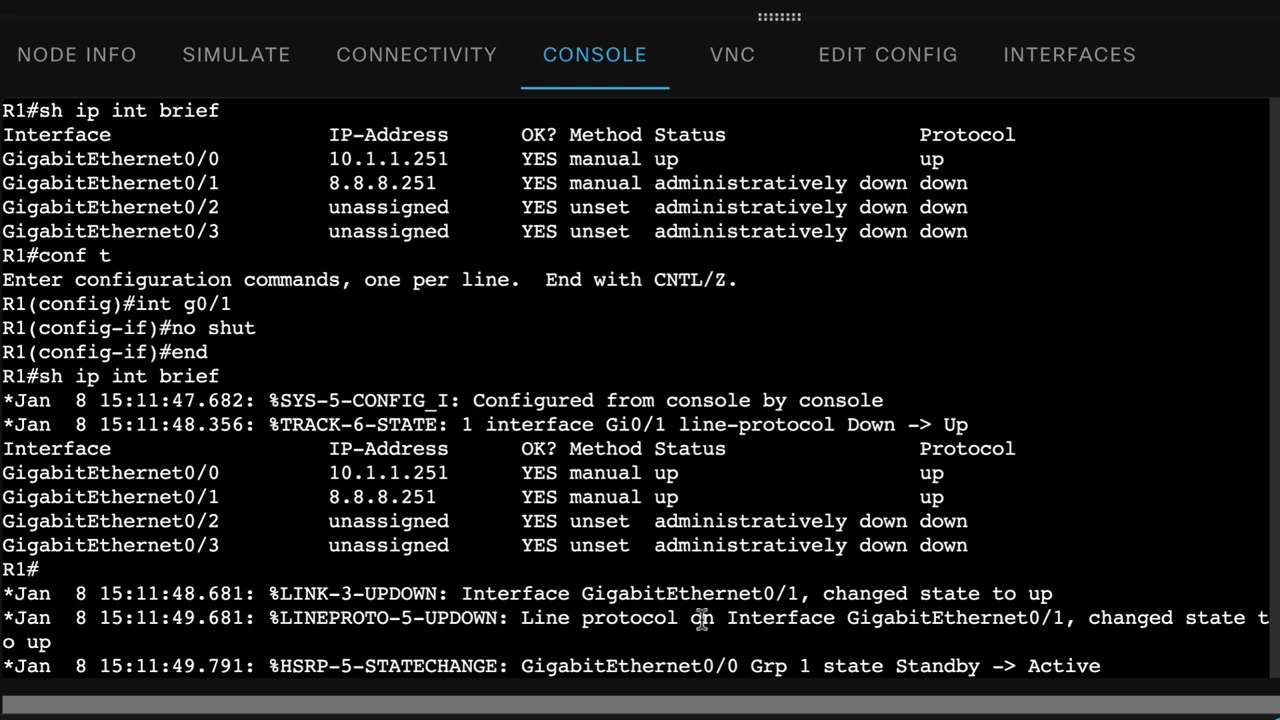 NODE INFO SIMULATE CONNECTIVITY CONSOLE VNC EDIT CONFIG INTERFACES
R1#sh ip int brief
Interface IP-Address OK? Method Status Protocol
GigabitEthernet0/0 10.1.1.251 YES manual up up
GigabitEthernet0/1 8.8.8.251 YES manual administratively down down
GigabitEthernet0/2 unassigned YES unset administratively down down
GigabitEthernet0/3 unassigned YES unset administratively down down
R1#conf t
Enter configuration commands, one per line. End with CNTL/Z.
R1(config)#int g0/1
R1(config-if)#no shut
R1(config-if)#end
R1#sh ip int brief
*Jan 8 15:11:47.682: %SYS-5-CONFIG_I: Configured from console by console
*Jan 8 15:11:48.356: %TRACK-6-STATE: 1 interface Gi0/1 line-protocol Down -> Up
Interface IP-Address OK? Method Status Protocol
GigabitEthernet0/0 10.1.1.251 YES manual up up
GigabitEthernet0/1 8.8.8.251 YES manual up up
GigabitEthernet0/2 unassigned YES unset administratively down down
GigabitEthernet0/3 unassigned YES unset administratively down down
R1#
*Jan 8 15:11:48.681: %LINK-3-UPDOWN: Interface GigabitEthernet0/1, changed state to up
*Jan 8 15:11:49.681: %LINEPROTO-5-UPDOWN: Line protocol on Interface GigabitEthernet0/1, changed state t
o up
*Jan 8 15:11:49.791: %HSRP-5-STATECHANGE: GigabitEthernet0/0 Grp 1 state Standby -> Active